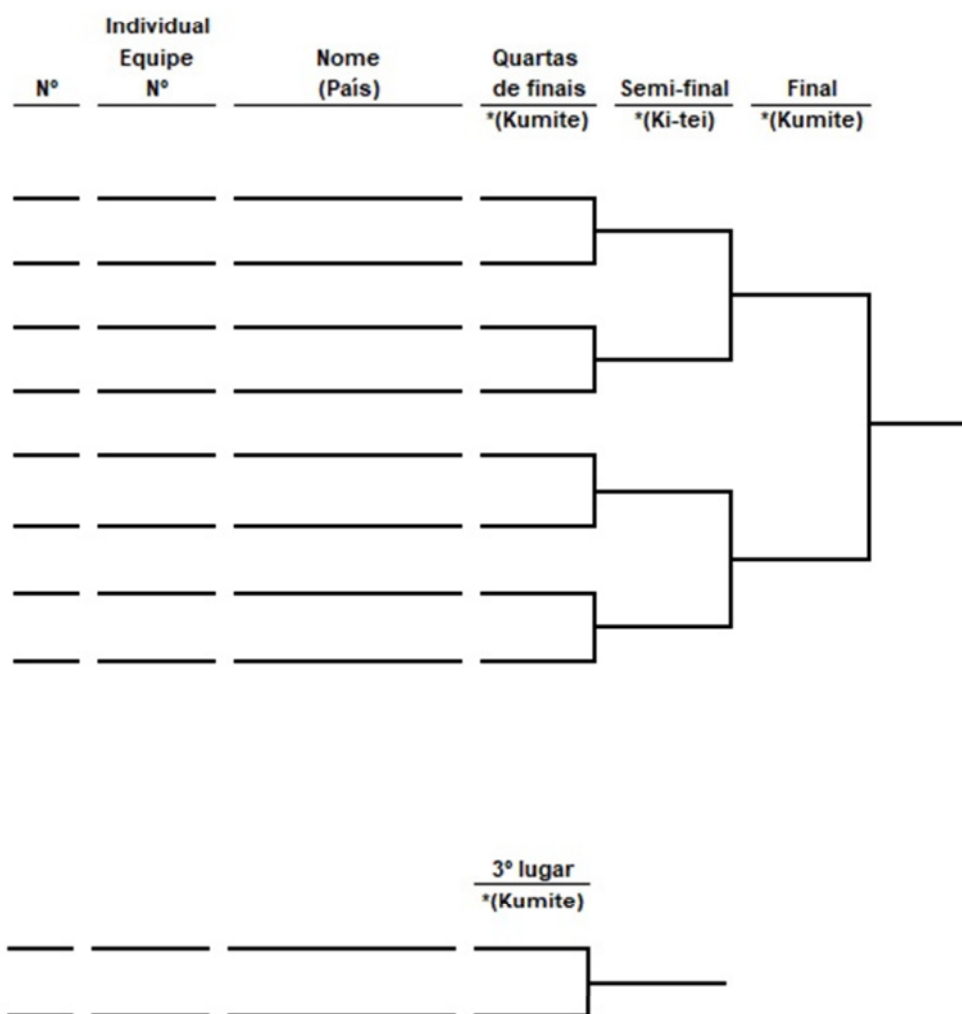 Individual
Equipe Nome Quartas
Nº Nº (País) de finais Semi-final Final
*(Kumite) *(Ki-tei) *(Kumite)
3º lugar
*(Kumite)